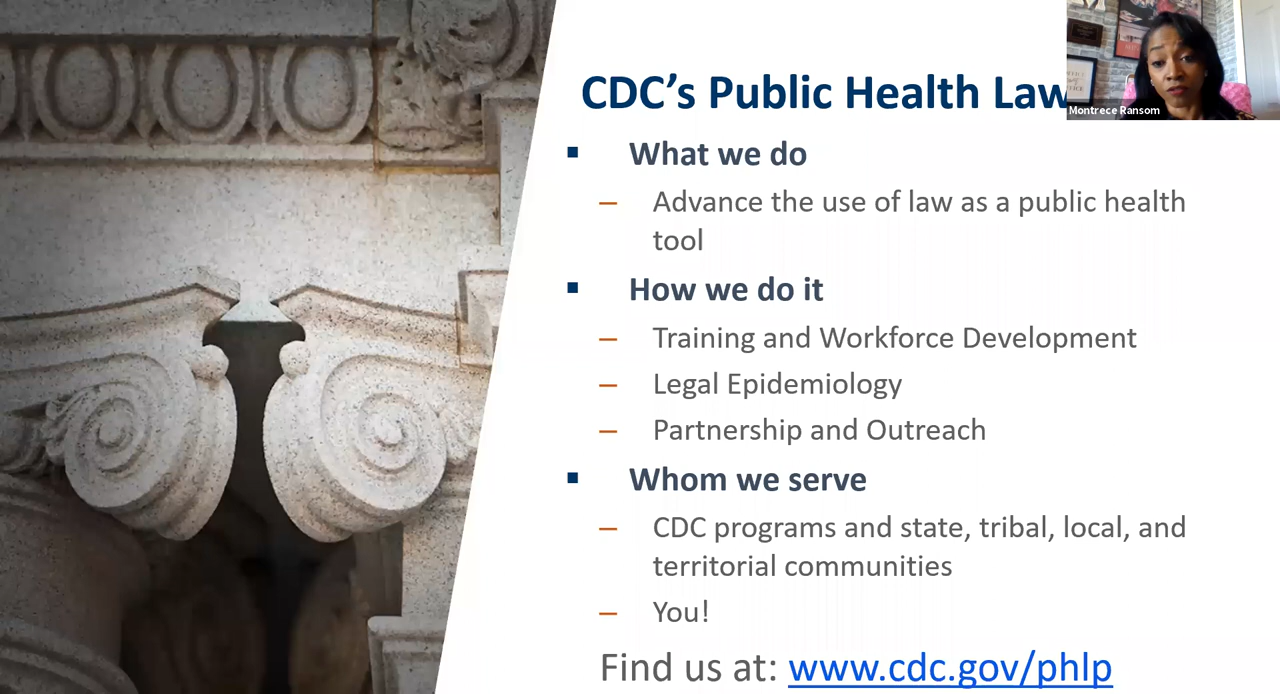 CDC’s Public Health Law
Montrece Ransom
▪ What we do
– Advance the use of law as a public health
tool
▪ How we do it
– Training and Workforce Development
– Legal Epidemiology
– Partnership and Outreach
▪ Whom we serve
– CDC programs and state, tribal, local, and
territorial communities
– You!
Find us at: www.cdc.gov/phlp